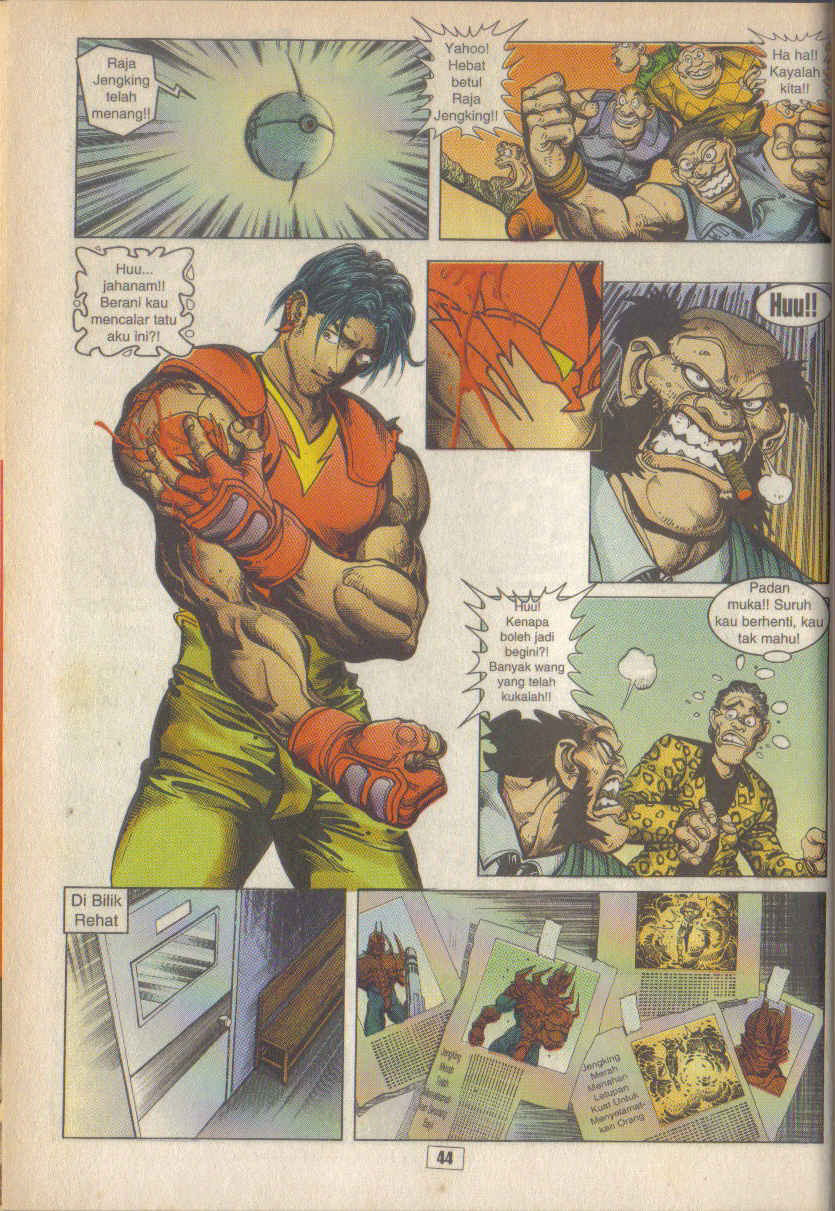 Raja
Jengking
telah
menang!!
Yahoo!
Hebat
betul
Raja
Jengking!!
Ha ha!!
Kayalah
kita!!
Huu...
jahanam!!
Berani kau
mencalar tatu
aku ini?!
Huu!!
Huu!
Kenapa
boleh jadi
begini?!
Banyak wang
yang telah
kukalah!!
Padan
muka!! Suruh
kau berhenti, kau
tak mahu!
Di Bilik
Rehat
Jengking
Merah
Jengking
Merah
Menahan
Letupan
Kuat Untuk
Menyelamat-
kan Orang
44